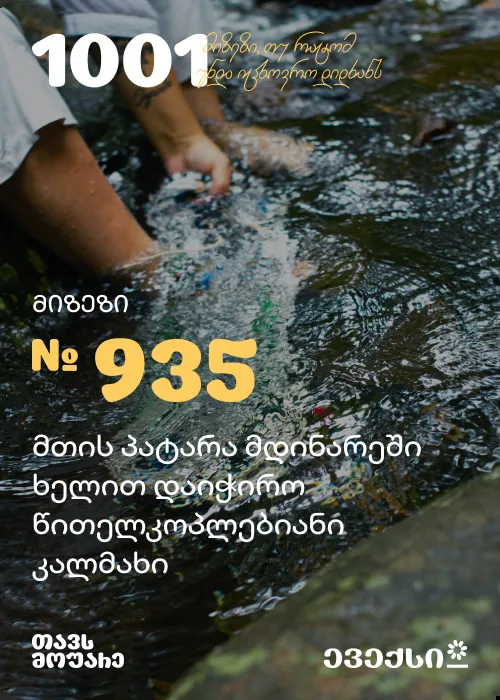 1001 მიზეზი, თუ რატომ
უნდა იცხოვრო დიდხანს
მიზეზი
№ 935
მთის პატარა მდინარეში
ხელით დაიჭირო
წითელკოპლებიანი
კალმახი
თავს
მოუარე
ევექსი